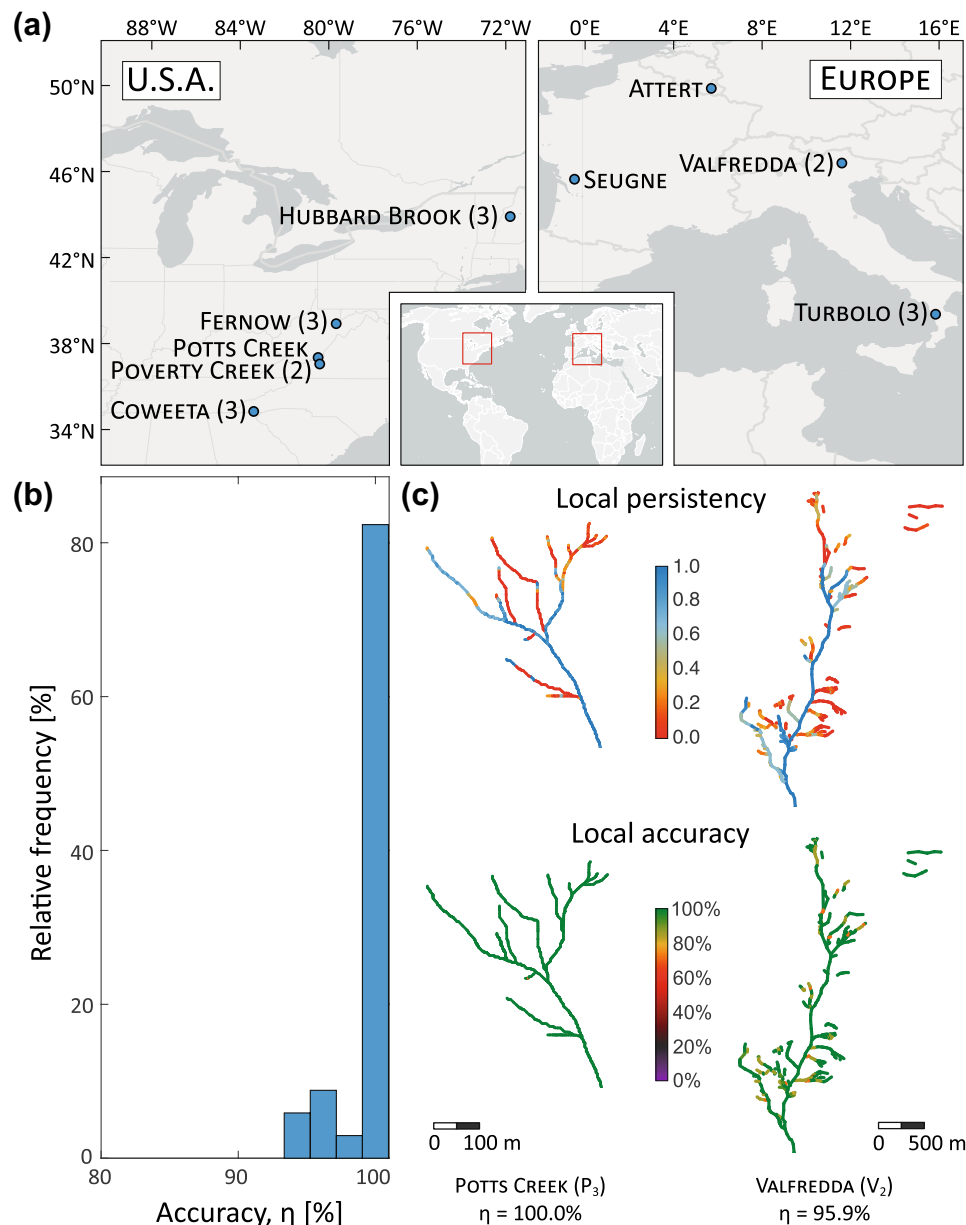 (a)
88°W 84°W 80°W 76°W 72°W 0°E 4°E 8°E 12°E 16°E
50°N
46°N
42°N
38°N
34°N
U.S.A.
HUBBARD BROOK (3)
FERNOW (3)
POTTS CREEK
POVERTY CREEK (2)
COWEETA (3)
EUROPE
ATTERT
VALFREDDA (2)
SEUGNE
TURBOLO (3)
(b)
Relative frequency [%]
80
60
40
20
0
80 90 100
Accuracy, η [%]
(c)
Local persistency
1.0
0.8
0.6
0.4
0.2
0.0
Local accuracy
100%
80%
60%
40%
20%
0%
0 100 m
0 500 m
POTTS CREEK (P₃)
η = 100.0%
VALFREDDA (V₂)
η = 95.9%